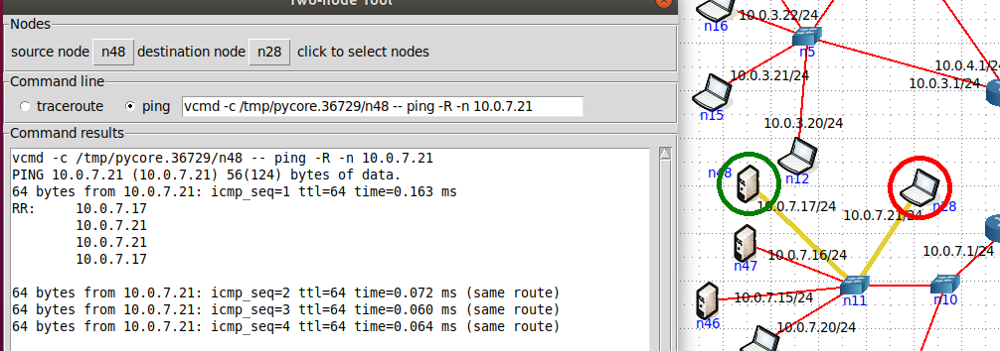 Two-node Tool
Nodes
source node n48 destination node n28 click to select nodes
Command line
traceroute ping vcmd -c /tmp/pycore.36729/n48 -- ping -R -n 10.0.7.21
Command results
vcmd -c /tmp/pycore.36729/n48 -- ping -R -n 10.0.7.21
PING 10.0.7.21 (10.0.7.21) 56(124) bytes of data.
64 bytes from 10.0.7.21: icmp_seq=1 ttl=64 time=0.163 ms
RR: 10.0.7.17
10.0.7.21
10.0.7.21
10.0.7.17
64 bytes from 10.0.7.21: icmp_seq=2 ttl=64 time=0.072 ms (same route)
64 bytes from 10.0.7.21: icmp_seq=3 ttl=64 time=0.060 ms (same route)
64 bytes from 10.0.7.21: icmp_seq=4 ttl=64 time=0.064 ms (same route)
10.0.3.22/24
n16
n5
10.0.4.1/2
10.0.3.21/24
10.0.3.1/24
n15
10.0.3.20/24
n48
n12
10.0.7.17/24
n28
10.0.7.21/24
10.0.7.16/24
10.0.7.1/24
n47
10.0.7.15/24
n11
n10
n46
10.0.7.20/24